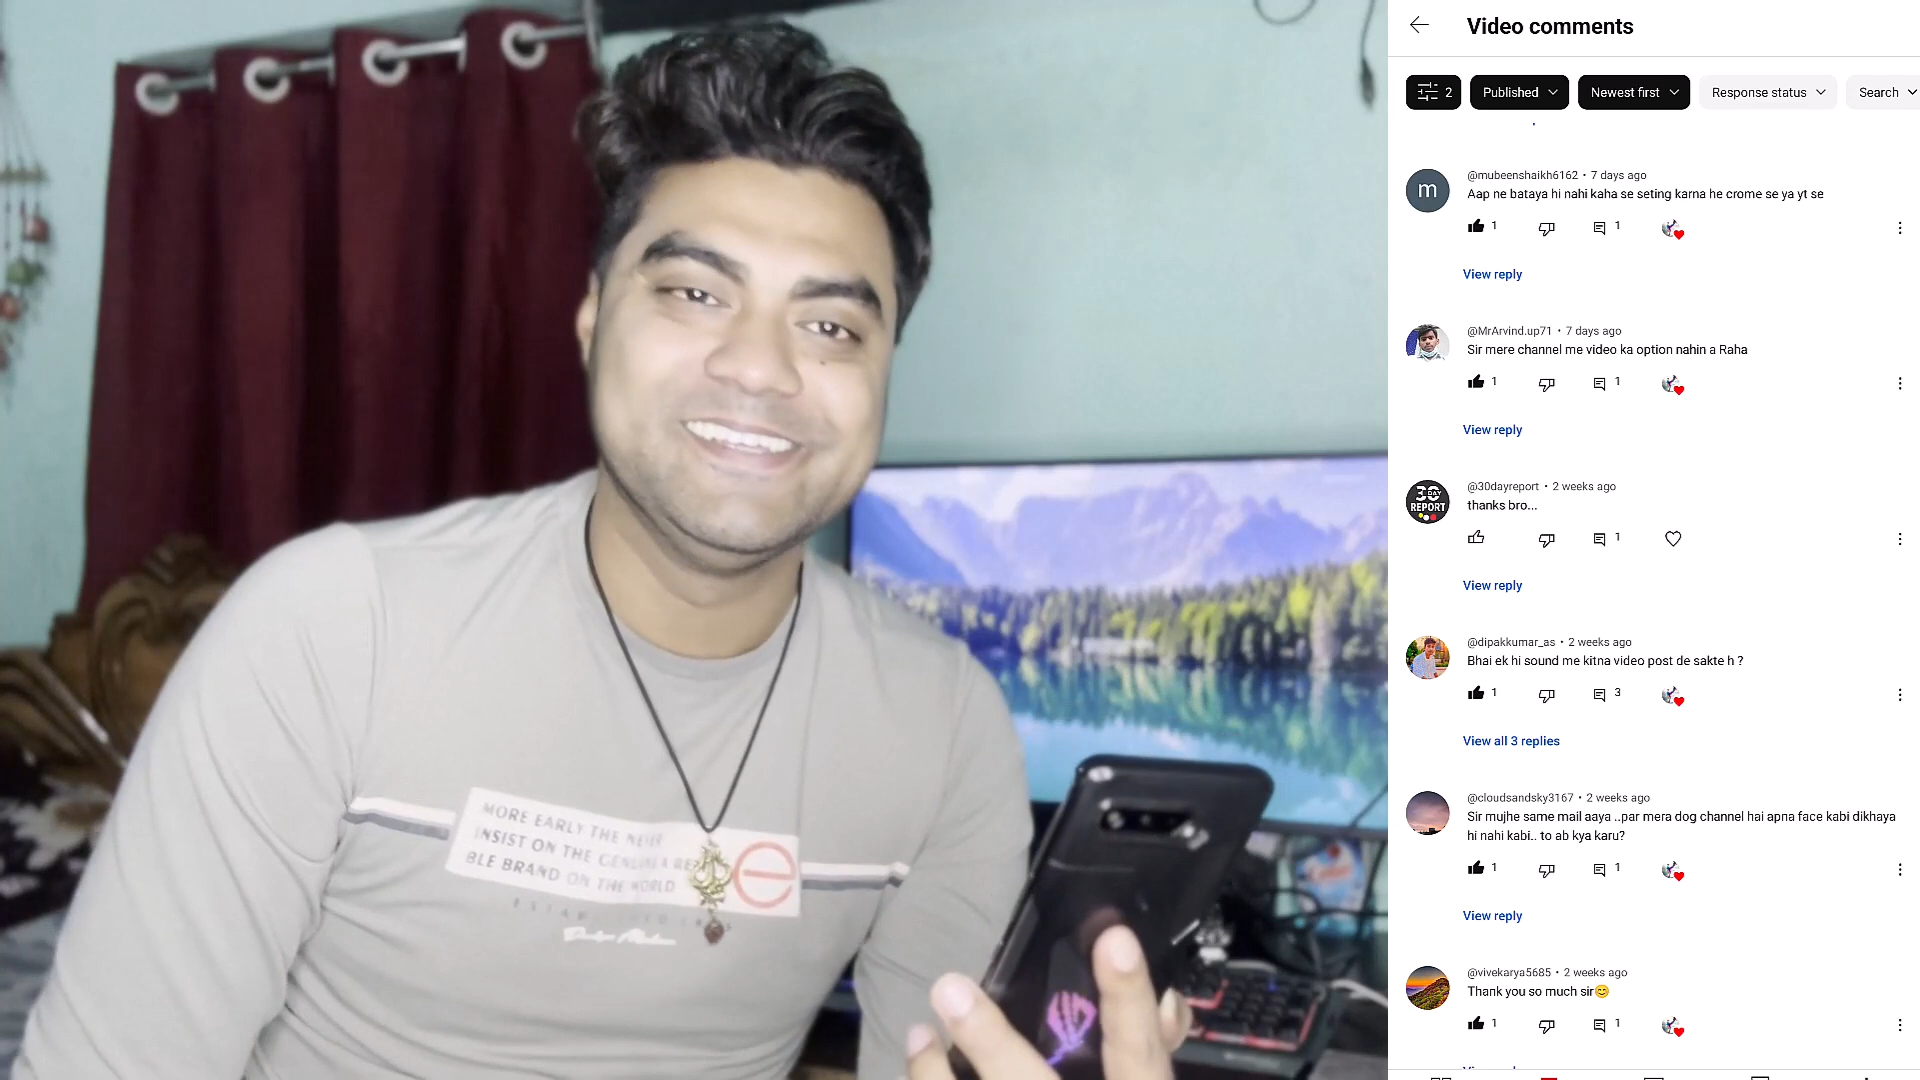 Video comments
2 Published Newest first Response status Search
@mubeenshaikh6162 • 7 days ago
Aap ne bataya hi nahi kaha se seting karna he crome se ya yt se
1 1
View reply
@MrArvind.up71 • 7 days ago
Sir mere channel me video ka option nahin a Raha
1 1
View reply
30 DAY REPORT
@30dayreport • 2 weeks ago
thanks bro...
1
View reply
@dipakkumar_as • 2 weeks ago
Bhai ek hi sound me kitna video post de sakte h ?
1 3
View all 3 replies
@cloudsandsky3167 • 2 weeks ago
Sir mujhe same mail aaya ..par mera dog channel hai apna face kabi dikhaya
hi nahi kabi.. to ab kya karu?
1 1
View reply
@vivekarya5685 • 2 weeks ago
Thank you so much sir😊
1 1
m
MORE EARLY THE
INSIST ON THE
BLE BRAND ON THE WORLD
e